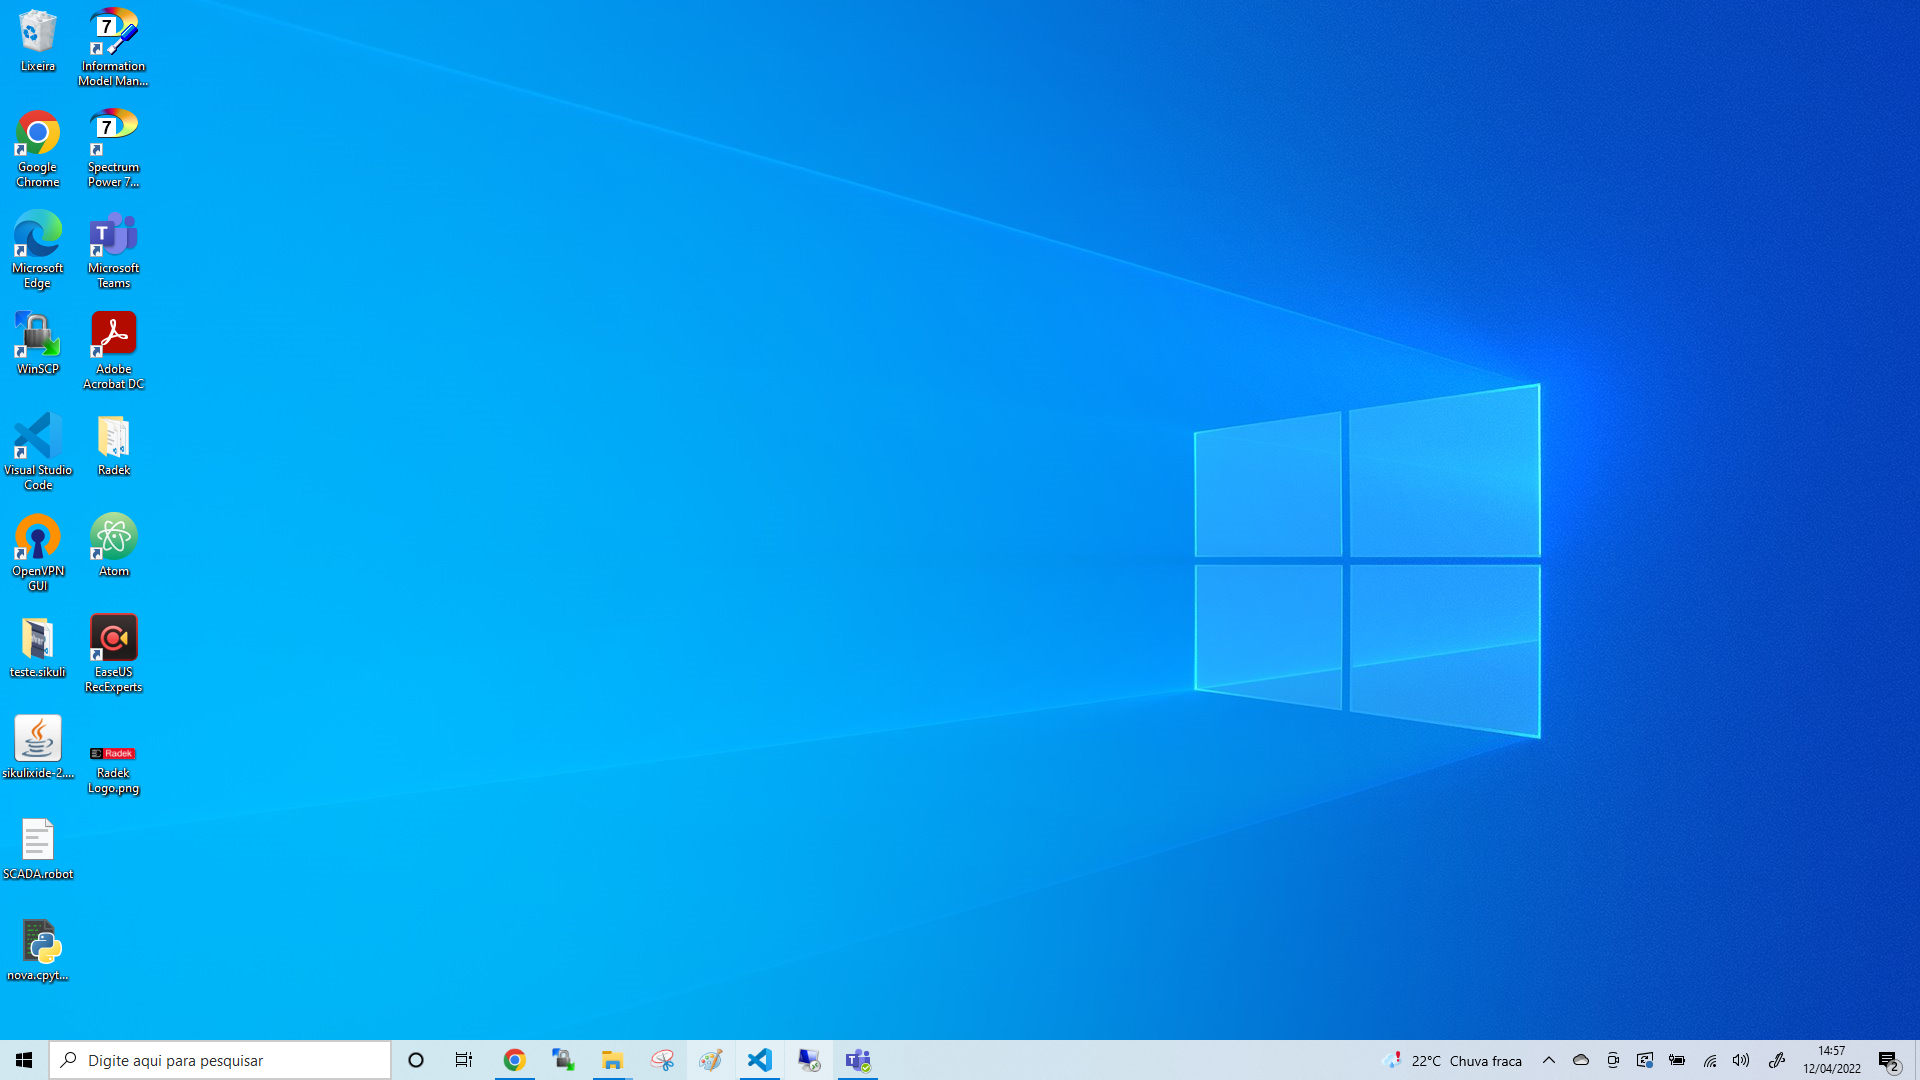 Lixeira
Information
Model Man...
Google
Chrome
Spectrum
Power 7...
Microsoft
Edge
Microsoft
Teams
WinSCP
Adobe
Acrobat DC
Visual Studio
Code
Radek
OpenVPN
GUI
Atom
teste.sikuli
EaseUS
RecExperts
sikulixide-2....
Radek
Radek
Logo.png
SCADA.robot
nova.cpyt...
Digite aqui para pesquisar
22°C Chuva fraca
14:57
12/04/2022
2